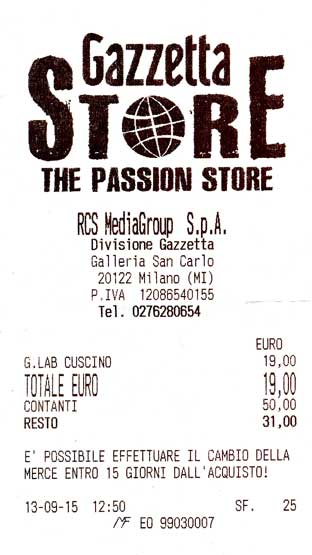 Gazzetta
STORE
THE PASSION STORE
RCS MediaGroup S.p.A.
Divisione Gazzetta
Galleria San Carlo
20122 Milano (MI)
P.IVA 12086540155
Tel. 0276280654
EURO
G.LAB CUSCINO 19,00
TOTALE EURO 19,00
CONTANTI 50,00
RESTO 31,00
E' POSSIBILE EFFETTUARE IL CAMBIO DELLA
MERCE ENTRO 15 GIORNI DALL'ACQUISTO!
13-09-15 12:50 SF. 25
MF EO 99030007